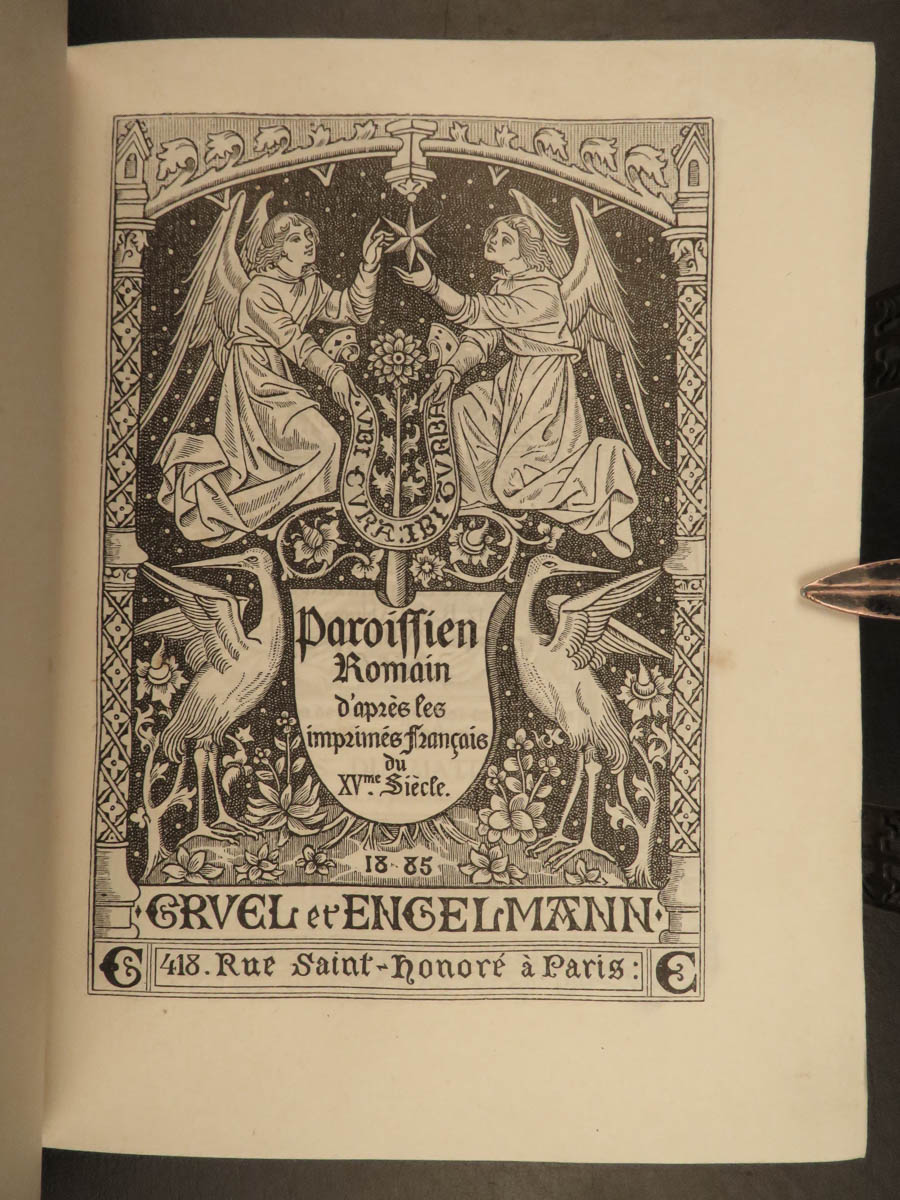 VBI · CVRA · IBI · CVRBA
Paroissien
Romain
d'après les
imprimés français
du
XVme. Siècle.
18 85
GRVEL et ENGELMANN
418. Rue Saint-Honoré à Paris: